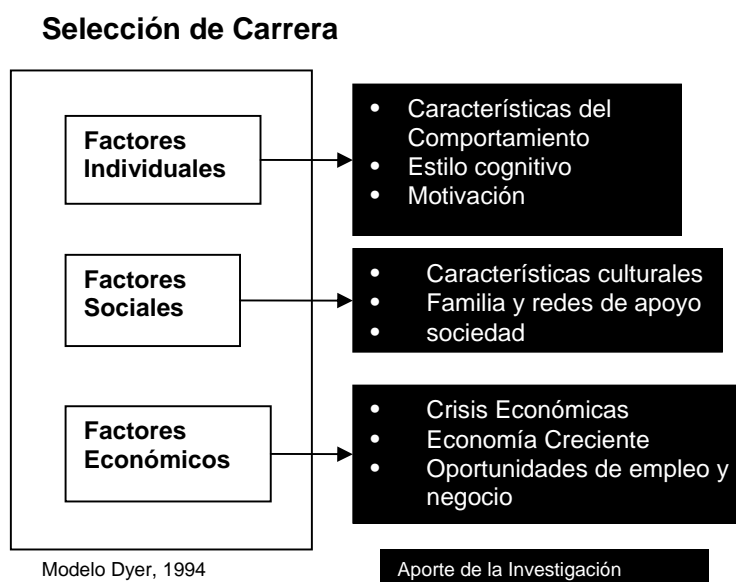 Selección de Carrera
Factores
Individuales
• Características del
Comportamiento
• Estilo cognitivo
• Motivación
Factores
Sociales
• Características culturales
• Familia y redes de apoyo
• sociedad
Factores
Económicos
• Crisis Económicas
• Economía Creciente
• Oportunidades de empleo y
negocio
Modelo Dyer, 1994
Aporte de la Investigación